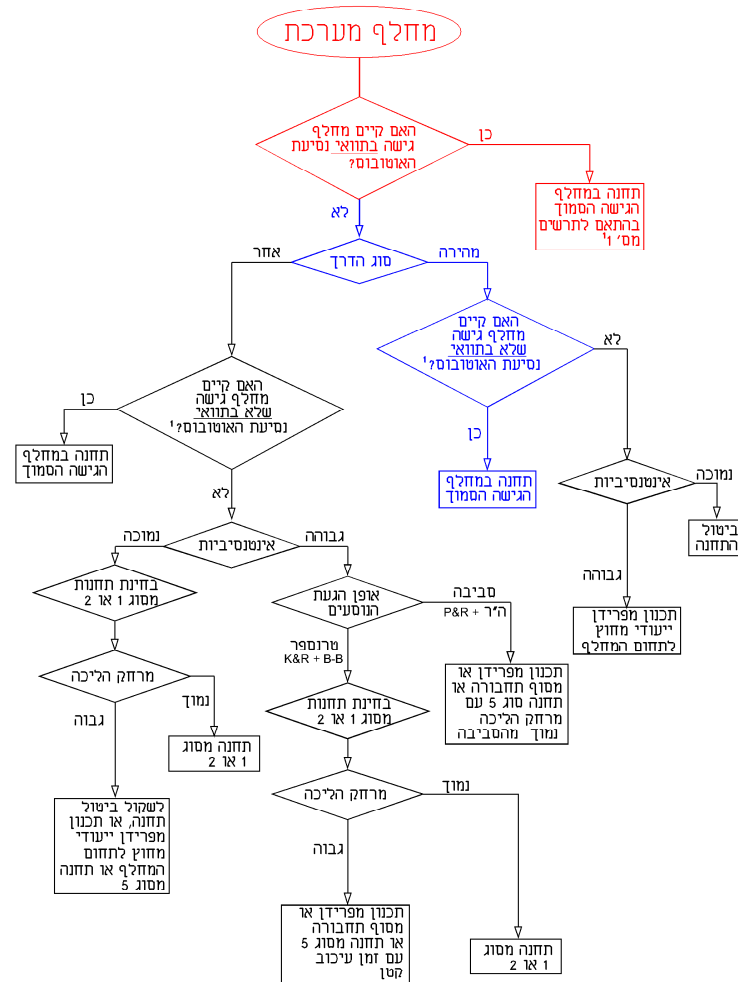 מחלף מערכת
האם קיים מחלף
גישה בתוואי נסיעת
האוטובוס?
כן
תחנה במחלף
הגישה הסמוך
בהתאם לתרשים
מס׳ 1¹
לא
סוג הדרך
מהירה
אחר
האם קיים
מחלף גישה
שלא בתוואי
נסיעת האוטובוס?¹
לא
כן
תחנה במחלף
הגישה הסמוך
האם קיים
מחלף גישה
שלא בתוואי
נסיעת האוטובוס?¹
כן
תחנה במחלף
הגישה הסמוך
לא
אינטנסיביות
נמוכה
ביטול
התחנה
גבוהה
תכנון מפרידן
ייעודי מחוץ
לתחום המחלף
אינטנסיביות
גבוהה
נמוכה
בחינת תחנות
מסוג 1 או 2
מרחק הליכה
נמוך
תחנה מסוג
1 או 2
גבוה
לשקול ביטול
תחנה, או תכנון
מפרידן ייעודי
מחוץ לתחום
המחלף או תחנה
מסוג 5
אופן הגעת
הנוסעים
סביבה
ה״ר + P&R
תכנון מפרידן או
מסוף תחבורה או
תחנה סוג 5 עם
מרחק הליכה
נמוך מהסביבה
טרנספר
K&R + B-B
בחינת תחנות
מסוג 1 או 2
מרחק הליכה
נמוך
תחנה מסוג
1 או 2
גבוה
תכנון מפרידן או
מסוף תחבורה
או תחנה מסוג 5
עם זמן עיכוב
קטן